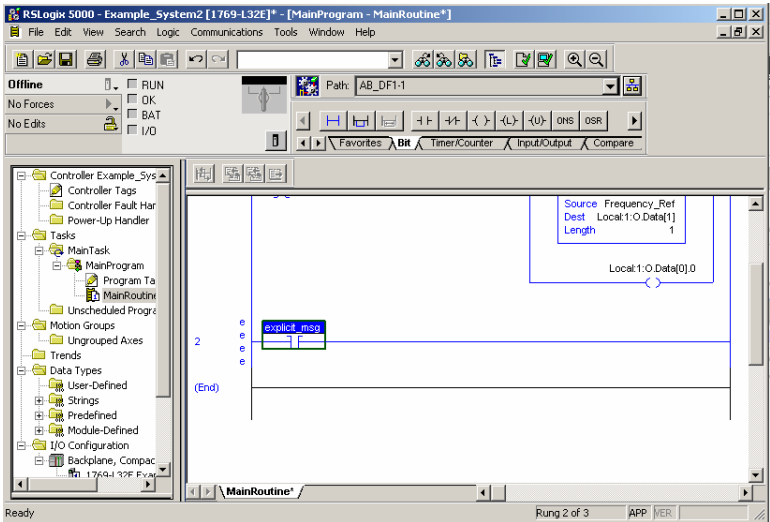 RSLogix 5000 - Example_System2 [1769-L32E]* - [MainProgram - MainRoutine*]
File Edit View Search Logic Communications Tools Window Help
Offline
RUN
No Forces
OK
BAT
No Edits
I/O
Path: AB_DF1-1
ONS OSR
Favorites Bit Timer/Counter Input/Output Compare
Controller Example_Sys
Controller Tags
Controller Fault Har
Power-Up Handler
Tasks
MainTask
MainProgram
Program Ta
MainRoutine
Unscheduled Progra
Motion Groups
Ungrouped Axes
Trends
Data Types
User-Defined
Strings
Predefined
Module-Defined
I/O Configuration
Backplane, Compac
1769-L32E Exar
Source Frequency_Ref
Dest Local:1:O.Data[1]
Length 1
Local:1:O.Data[0].0
e
e
e
e
2
explicit_msg
(End)
MainRoutine*
Ready
Rung 2 of 3
APP
VER